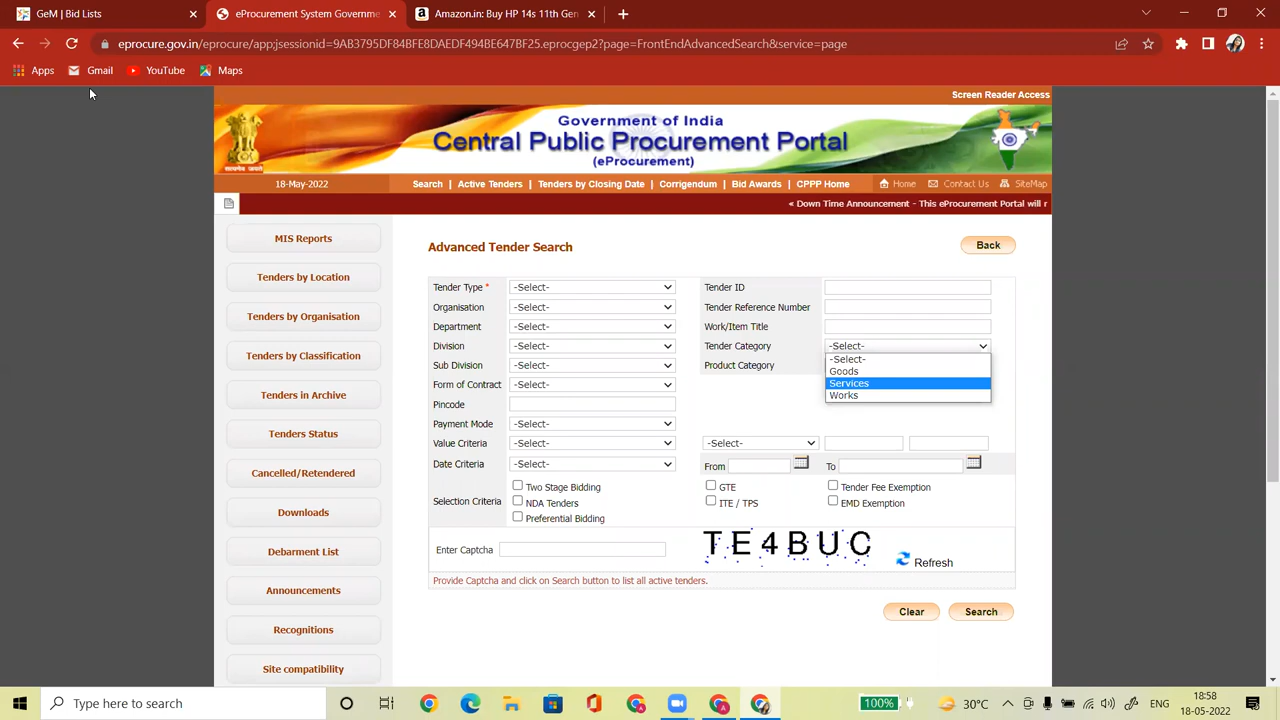 GeM | Bid Lists
eProcurement System Governme
Amazon.in: Buy HP 14s 11th Gen
eprocure.gov.in/eprocure/app;jsessionid=9AB3795DF84BFE8DAEDF494BE647BF25.eprocgep2?page=FrontEndAdvancedSearch&service=page
Apps
Gmail
YouTube
Maps
Screen Reader Access
Government of India
Central Public Procurement Portal
(eProcurement)
सत्यमेव जयते
18-May-2022
Search | Active Tenders | Tenders by Closing Date | Corrigendum | Bid Awards | CPPP Home
Home
Contact Us
SiteMap
< Down Time Announcement - This eProcurement Portal will r
MIS Reports
Tenders by Location
Tenders by Organisation
Tenders by Classification
Tenders in Archive
Tenders Status
Cancelled/Retendered
Downloads
Debarment List
Announcements
Recognitions
Site compatibility
Advanced Tender Search
Back
Tender Type * -Select-
Tender ID
Organisation -Select-
Tender Reference Number
Department -Select-
Work/Item Title
Division -Select-
Tender Category -Select-
-Select-
Goods
Services
Works
Sub Division -Select-
Product Category
Form of Contract -Select-
Pincode
Payment Mode -Select-
Value Criteria -Select-
-Select-
Date Criteria -Select-
From
To
Selection Criteria
Two Stage Bidding
GTE
Tender Fee Exemption
NDA Tenders
ITE / TPS
EMD Exemption
Preferential Bidding
Enter Captcha
TE4BUC
Refresh
Provide Captcha and click on Search button to list all active tenders.
Clear
Search
Type here to search
100%
30°C
ENG
18:58
18-05-2022